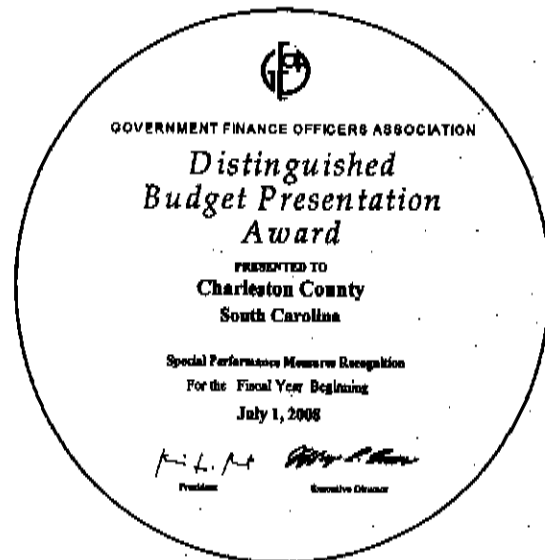 GOVERNMENT FINANCE OFFICERS ASSOCIATION
Distinguished
Budget Presentation
Award
PRESENTED TO
Charleston County
South Carolina
Special Performance Measures Recognition
For the Fiscal Year Beginning
July 1, 2008
President Executive Director